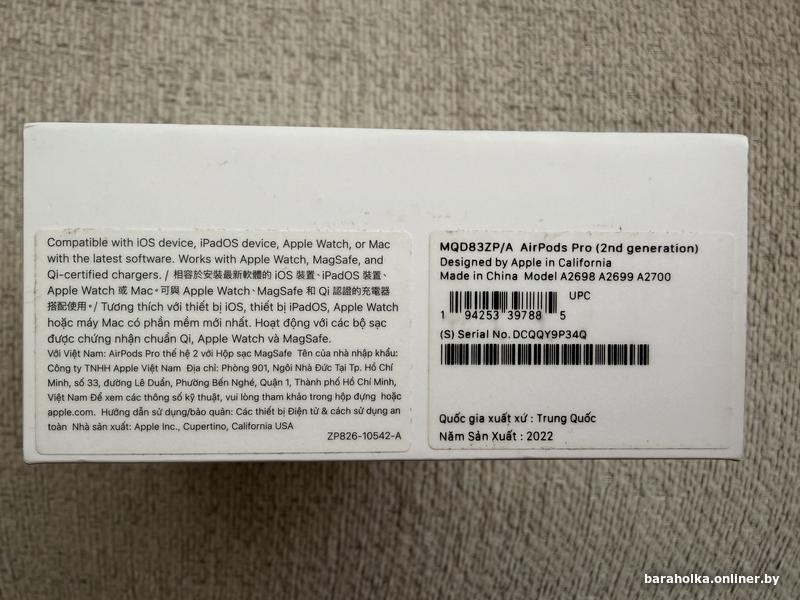 Compatible with iOS device, iPadOS device, Apple Watch, or Mac
with the latest software. Works with Apple Watch, MagSafe, and
Qi-certified chargers. / 相容於安裝最新軟體的 iOS 裝置、iPadOS 裝置、
Apple Watch 或 Mac。可與 Apple Watch、MagSafe 和 Qi 認證的充電器
搭配使用。/ Tương thích với thiết bị iOS, thiết bị iPadOS, Apple Watch
hoặc máy Mac có phần mềm mới nhất. Hoạt động với các bộ sạc
được chứng nhận chuẩn Qi, Apple Watch và MagSafe.
Với Việt Nam: AirPods Pro thế hệ 2 với Hộp sạc MagSafe Tên của nhà nhập khẩu:
Công ty TNHH Apple Việt Nam Địa chỉ: Phòng 901, Ngôi Nhà Đức Tại Tp. Hồ Chí
Minh, số 33, đường Lê Duẩn, Phường Bến Nghé, Quận 1, Thành phố Hồ Chí Minh,
Việt Nam Để xem các thông số kỹ thuật, vui lòng tham khảo trong hộp đựng hoặc
apple.com. Hướng dẫn sử dụng/bảo quản: Các thiết bị Điện tử & cách sử dụng an
toàn Nhà sản xuất: Apple Inc., Cupertino, California USA
ZP826-10542-A
MQD83ZP/A AirPods Pro (2nd generation)
Designed by Apple in California
Made in China Model A2698 A2699 A2700
UPC
1 94253 39788 5
(S) Serial No. DCQQY9P34Q
Quốc gia xuất xứ : Trung Quốc
Năm Sản Xuất : 2022
baraholka.onliner.by